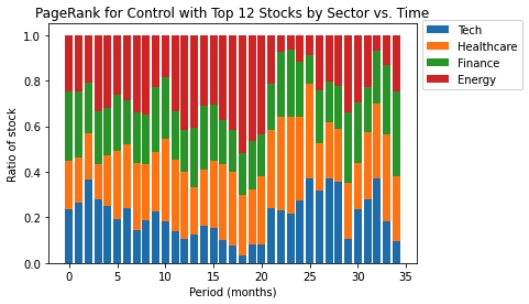 PageRank for Control with Top 12 Stocks by Sector vs. Time
Tech
Healthcare
Finance
Energy
Ratio of stock
1.0
0.8
0.6
0.4
0.2
0.0
0 5 10 15 20 25 30 35
Period (months)